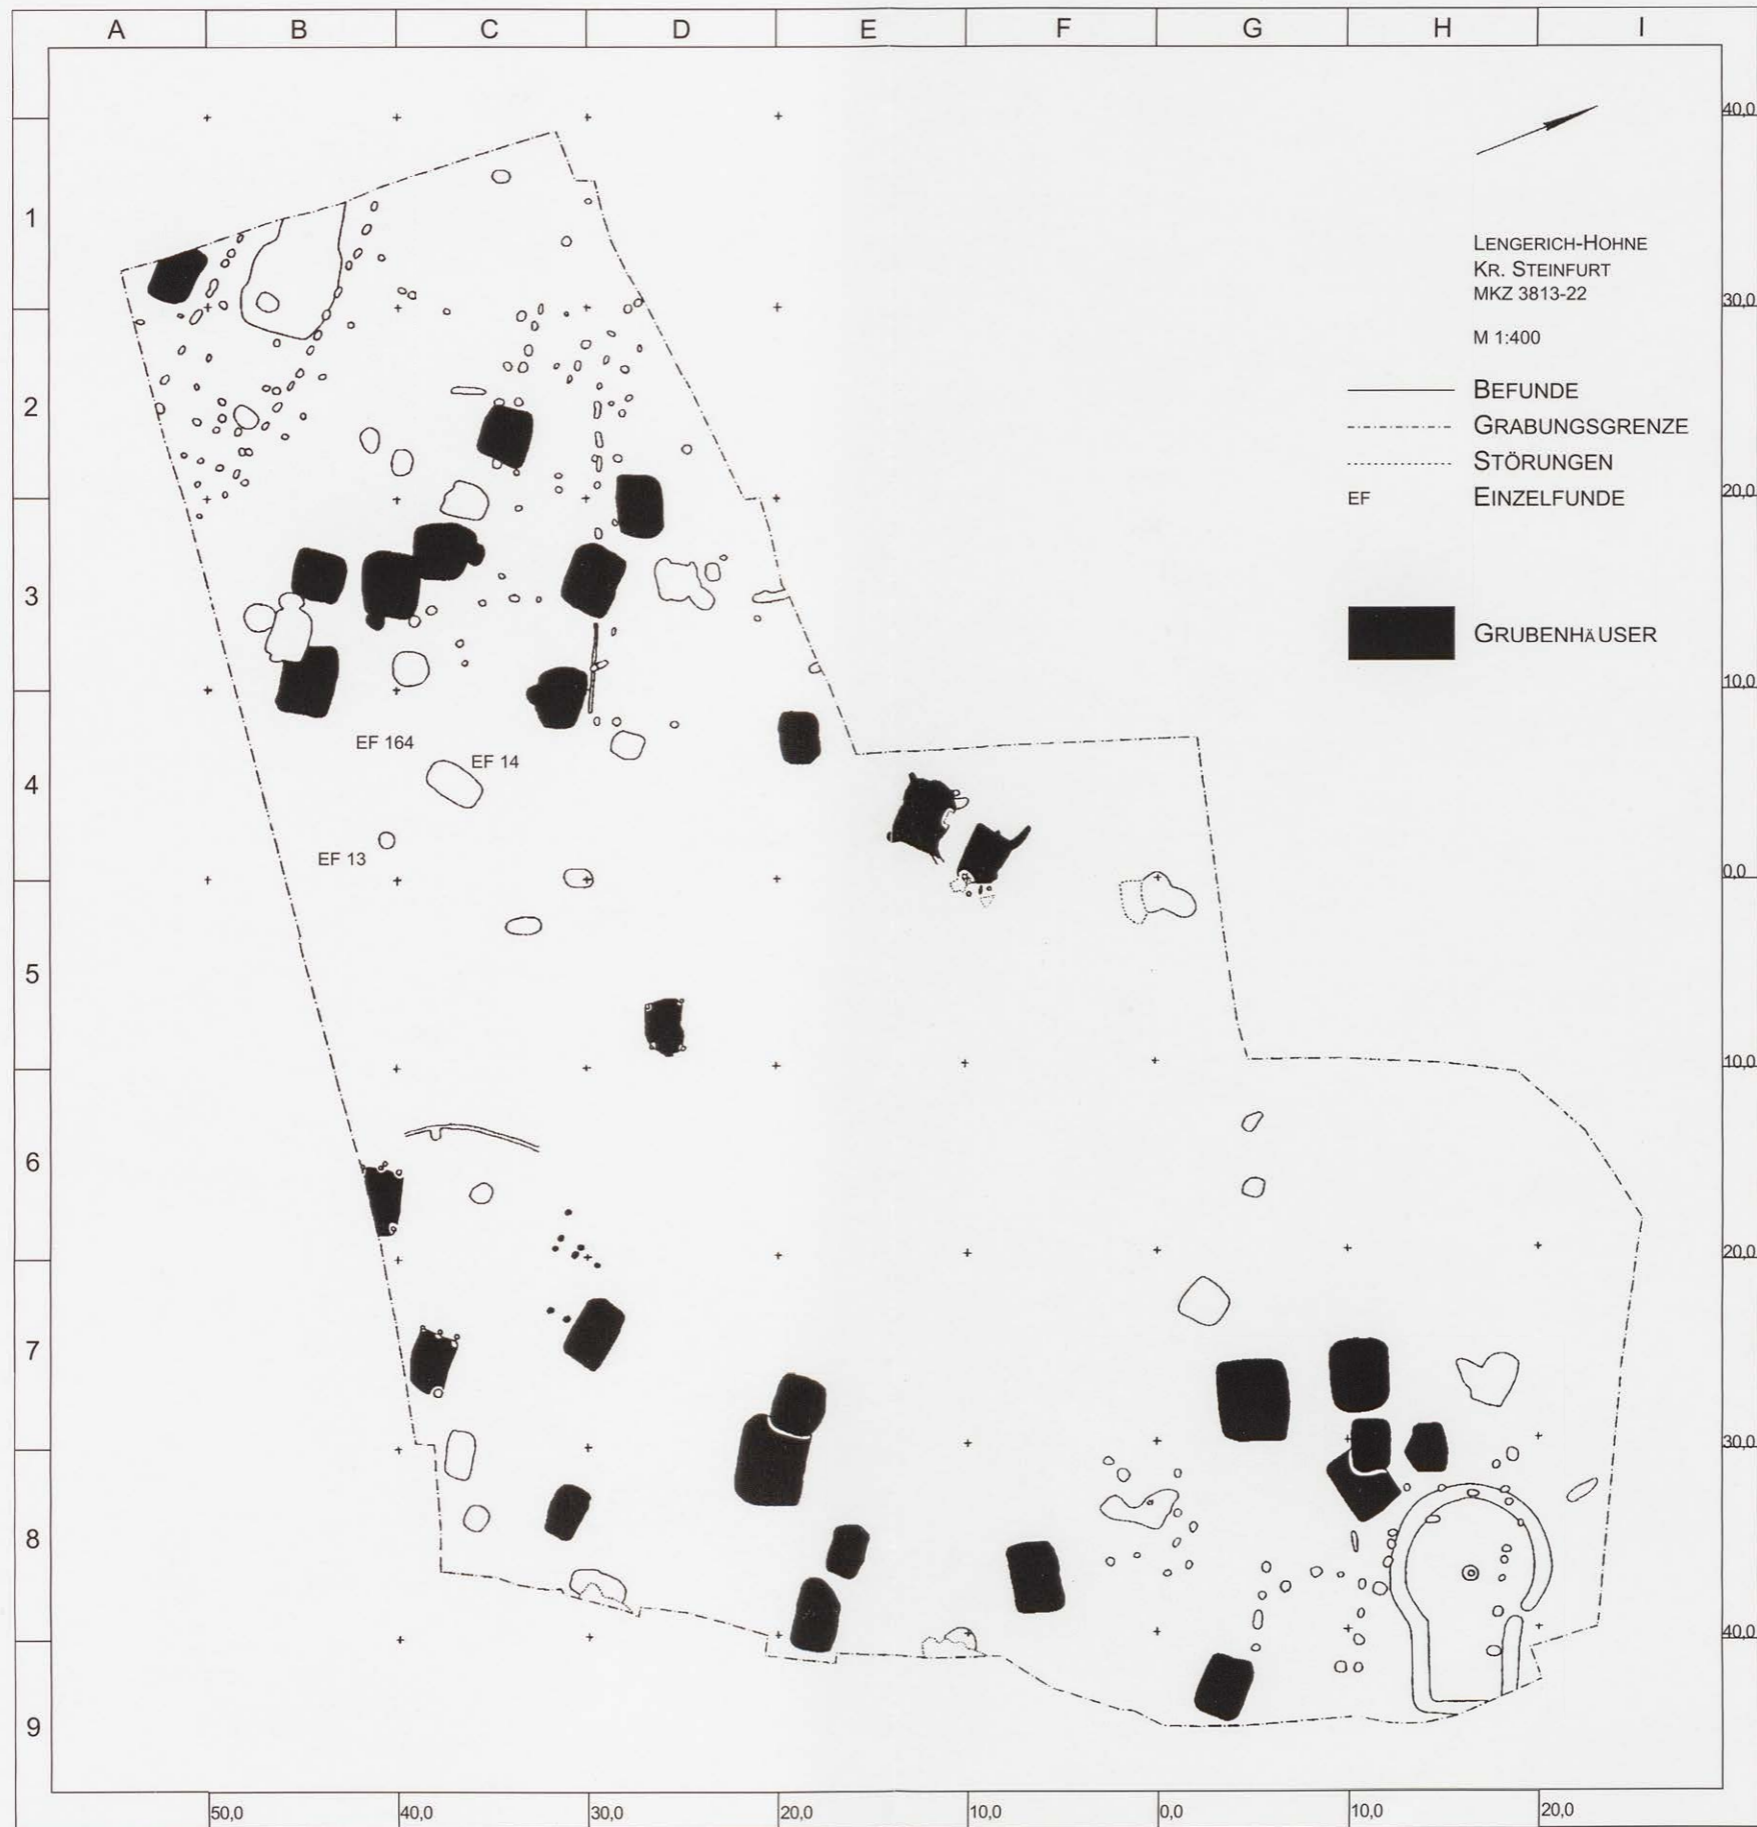 A B C D E F G H I
1
2
3
4
5
6
7
8
9
40,0
30,0
20,0
10,0
0,0
10,0
20,0
30,0
40,0
LENGERICH-HOHNE
KR. STEINFURT
MKZ 3813-22
M 1:400
BEFUNDE
GRABUNGSGRENZE
STÖRUNGEN
EF EINZELFUNDE
GRUBENHÄUSER
EF 164
EF 14
EF 13
50,0 40,0 30,0 20,0 10,0 0,0 10,0 20,0